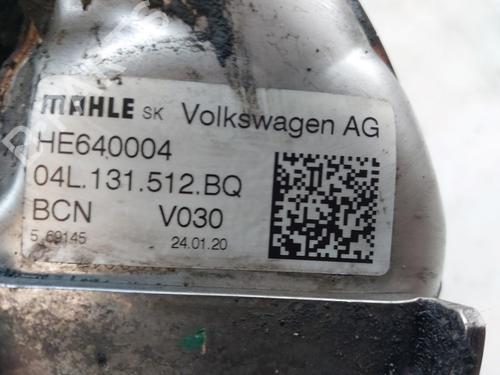 MAHLE SK Volkswagen AG
HE640004
04L.131.512.BQ
BCN V030
5 69145 24.01.20